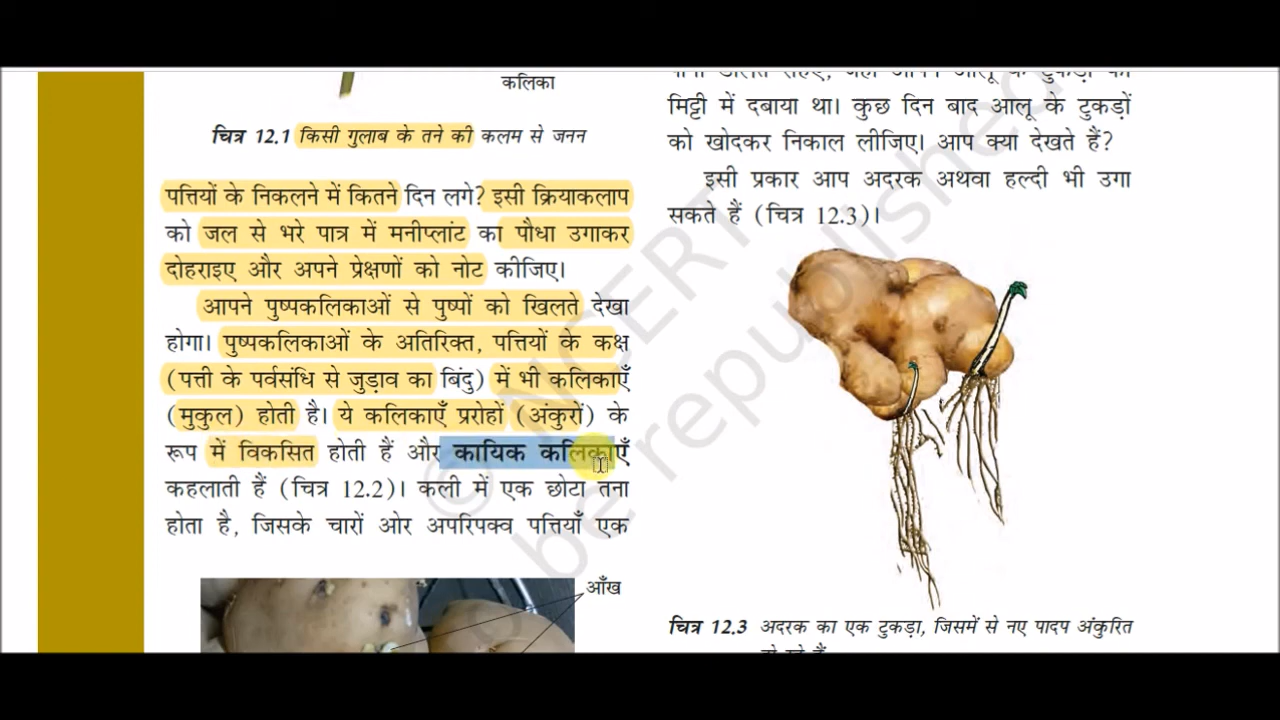 कलिका
चित्र 12.1 किसी गुलाब के तने की कलम से जनन
पत्तियों के निकलने में कितने दिन लगे? इसी क्रियाकलाप
को जल से भरे पात्र में मनीप्लांट का पौधा उगाकर
दोहराइए और अपने प्रेक्षणों को नोट कीजिए।
आपने पुष्पकलिकाओं से पुष्पों को खिलते देखा
होगा। पुष्पकलिकाओं के अतिरिक्त, पत्तियों के कक्ष
(पत्ती के पर्वसंधि से जुड़ाव का बिंदु) में भी कलिकाएँ
(मुकुल) होती है। ये कलिकाएँ प्ररोहों (अंकुरों) के
रूप में विकसित होती हैं और कायिक कलिकाएँ
कहलाती हैं (चित्र 12.2)। कली में एक छोटा तना
होता है, जिसके चारों ओर अपरिपक्व पत्तियाँ एक
आँख
मिट्टी में दबाया था। कुछ दिन बाद आलू के टुकड़ों
को खोदकर निकाल लीजिए। आप क्या देखते हैं?
इसी प्रकार आप अदरक अथवा हल्दी भी उगा
सकते हैं (चित्र 12.3)।
चित्र 12.3 अदरक का एक टुकड़ा, जिसमें से नए पादप अंकुरित
© NCERT
be republished